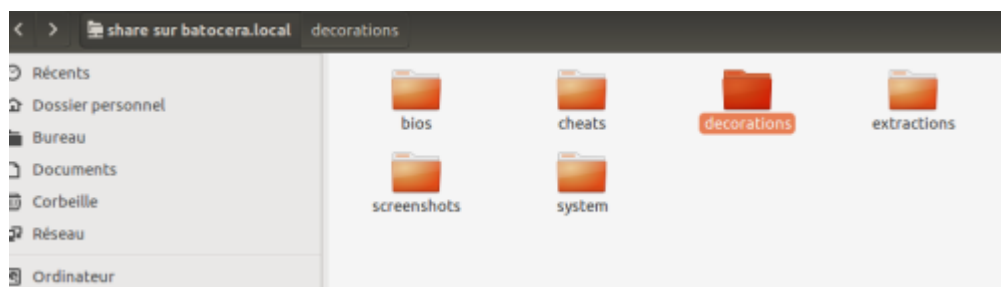 share sur batocera.local decorations
Récents
Dossier personnel
Bureau
Documents
Corbeille
Réseau
Ordinateur
bios cheats decorations extractions
screenshots system